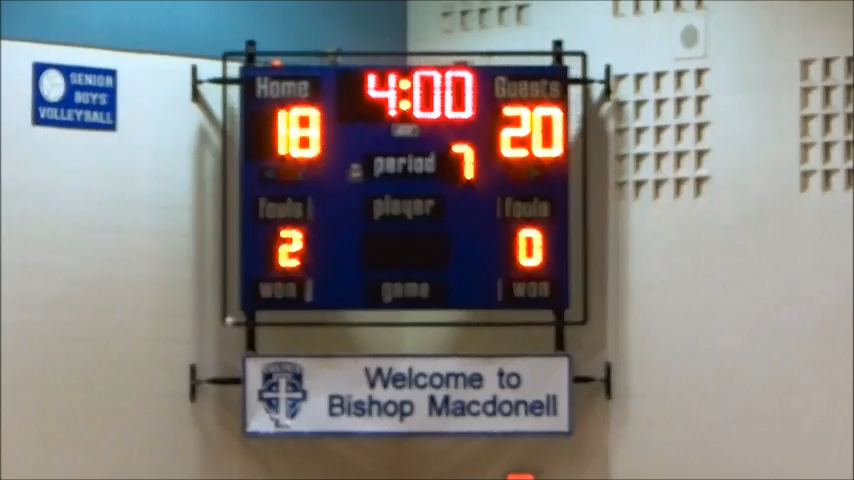 SENIOR
BOYS
VOLLEYBALL
Home 4:00 Guests
18 20
period 7
fouls player fouls
2 0
won game won
Welcome to
Bishop Macdonell